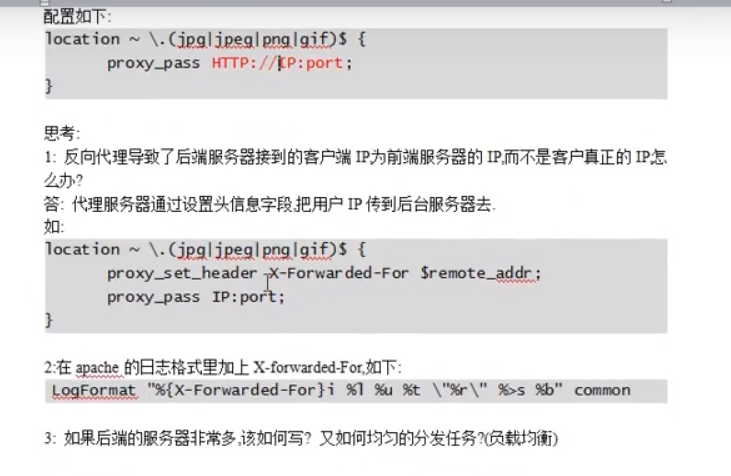 配置如下:
location ~ \.(jpg|jpeg|png|gif)$ {
proxy_pass HTTP://IP:port;
}
思考:
1: 反向代理导致了后端服务器接到的客户端IP为前端服务器的IP,而不是客户真正的IP怎
么办?
答: 代理服务器通过设置头信息字段,把用户IP传到后台服务器去.
如:
location ~ \.(jpg|jpeg|png|gif)$ {
proxy_set_header X-Forwarded-For $remote_addr;
proxy_pass IP:port;
}
2:在 apache 的日志格式里加上 X-forwarded-For,如下:
LogFormat "%{X-Forwarded-For}i %l %u %t \"%r\" %>s %b" common
3: 如果后端的服务器非常多,该如何写? 又如何均匀的分发任务?(负载均衡)